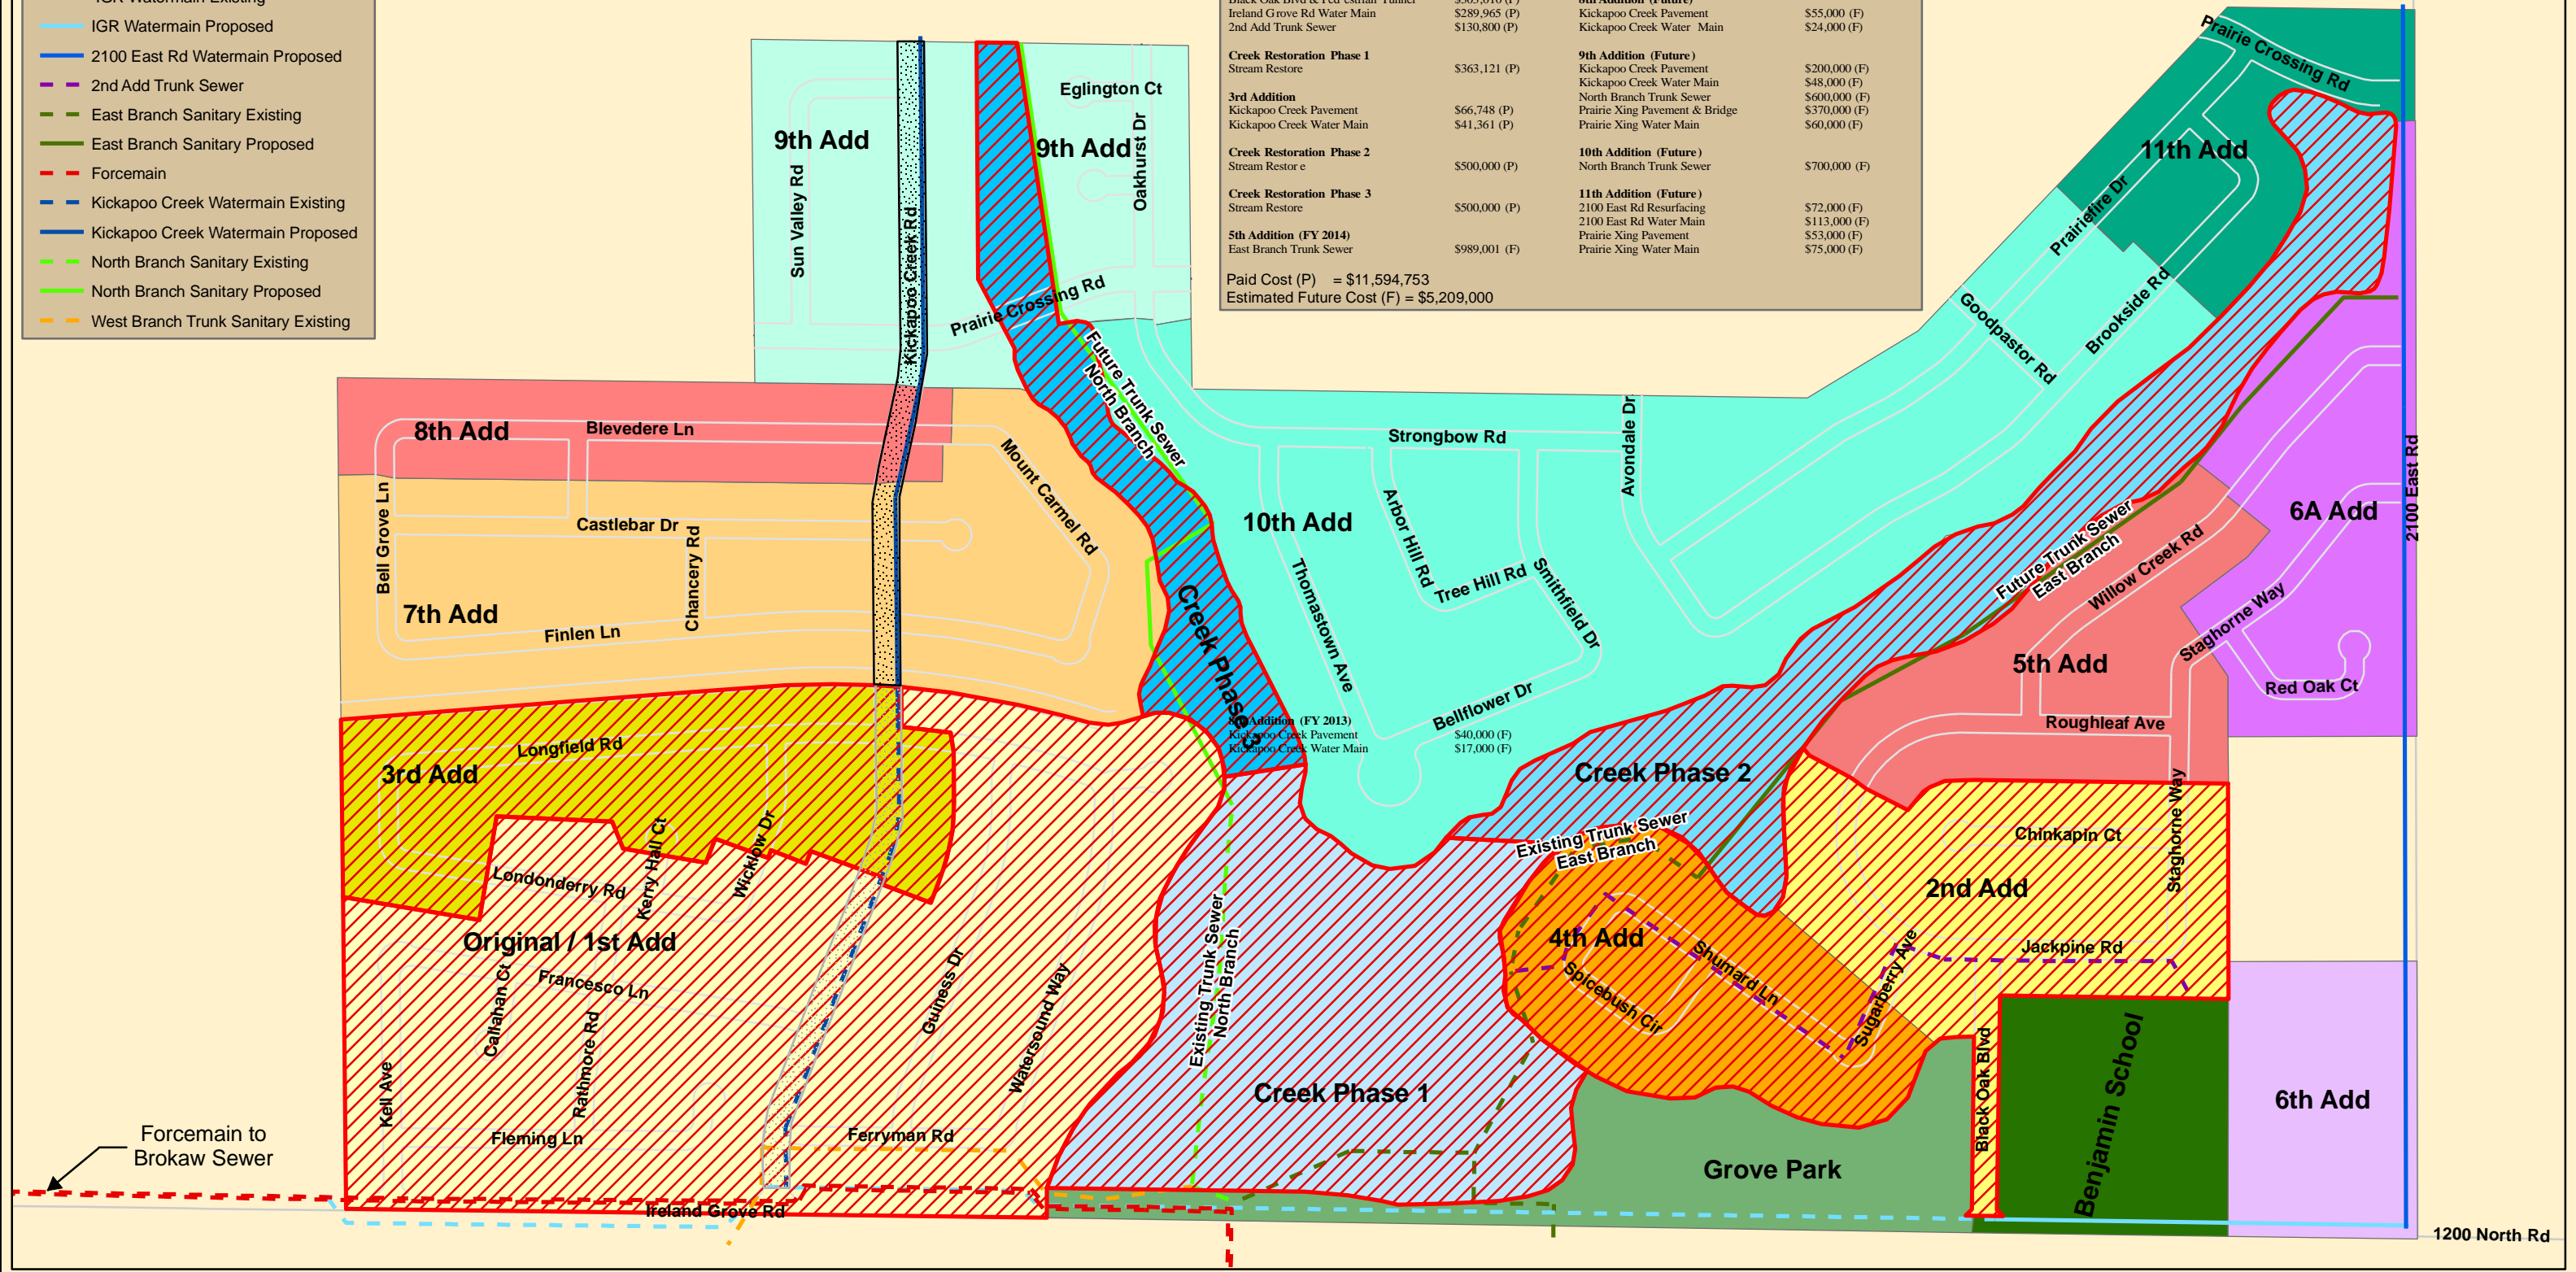 IGR Watermain Existing
IGR Watermain Proposed
2100 East Rd Watermain Proposed
2nd Add Trunk Sewer
East Branch Sanitary Existing
East Branch Sanitary Proposed
Forcemain
Kickapoo Creek Watermain Existing
Kickapoo Creek Watermain Proposed
North Branch Sanitary Existing
North Branch Sanitary Proposed
West Branch Trunk Sanitary Existing
Black Oak Blvd & Ped estrian Tunnel
Ireland Grove Rd Water Main $289,965 (P)
2nd Add Trunk Sewer $130,800 (P)
Creek Restoration Phase 1
Stream Restore $363,121 (P)
3rd Addition
Kickapoo Creek Pavement $66,748 (P)
Kickapoo Creek Water Main $41,361 (P)
Creek Restoration Phase 2
Stream Restor e $500,000 (P)
Creek Restoration Phase 3
Stream Restore $500,000 (P)
5th Addition (FY 2014)
East Branch Trunk Sewer $989,001 (F)
8th Addition (Future)
Kickapoo Creek Pavement $55,000 (F)
Kickapoo Creek Water Main $24,000 (F)
9th Addition (Future)
Kickapoo Creek Pavement $200,000 (F)
Kickapoo Creek Water Main $48,000 (F)
North Branch Trunk Sewer $600,000 (F)
Prairie Xing Pavement & Bridge $370,000 (F)
Prairie Xing Water Main $60,000 (F)
10th Addition (Future)
North Branch Trunk Sewer $700,000 (F)
11th Addition (Future)
2100 East Rd Resurfacing $72,000 (F)
2100 East Rd Water Main $113,000 (F)
Prairie Xing Pavement $53,000 (F)
Prairie Xing Water Main $75,000 (F)
Paid Cost (P) = $11,594,753
Estimated Future Cost (F) = $5,209,000
Prairie Crossing Rd
11th Add
Prairiefire Dr
Brookside Rd
Goodpastor Rd
9th Add
Sun Valley Rd
Kickapoo Creek Rd
Eglington Ct
9th Add
Oakhurst Dr
Prairie Crossing Rd
Future Trunk Sewer
North Branch
8th Add
Blevedere Ln
Mount Carmel Rd
Bell Grove Ln
Castlebar Dr
Chancery Rd
7th Add
Finlen Ln
Strongbow Rd
Avondale Dr
10th Add
Arbor Hill Rd
Tree Hill Rd
Smithfield Dr
Thomastown Ave
Bellflower Dr
Creek Phase 3
Addition (FY 2013)
Kickapoo Creek Pavement $40,000 (F)
Kickapoo Creek Water Main $17,000 (F)
Future Trunk Sewer
East Branch
6A Add
2100 East Rd
Willow Creek Rd
Staghorne Way
5th Add
Red Oak Ct
Roughleaf Ave
Longfield Rd
3rd Add
Kerry Hall Ct
Wicklow Dr
Londonderry Rd
Creek Phase 2
Existing Trunk Sewer
East Branch
Chinkapin Ct
Staghorne Way
2nd Add
Jackpine Rd
Original / 1st Add
Callahan Ct
Francesco Ln
Guiness Dr
Watersound Way
Kell Ave
Rathmore Rd
Fleming Ln
Ferryman Rd
Existing Trunk Sewer
North Branch
4th Add
Spicebush Cir
Shumard Ln
Sugarberry Ave
Creek Phase 1
Black Oak Blvd
Benjamin School
6th Add
Grove Park
Forcemain to
Brokaw Sewer
Ireland Grove Rd
1200 North Rd